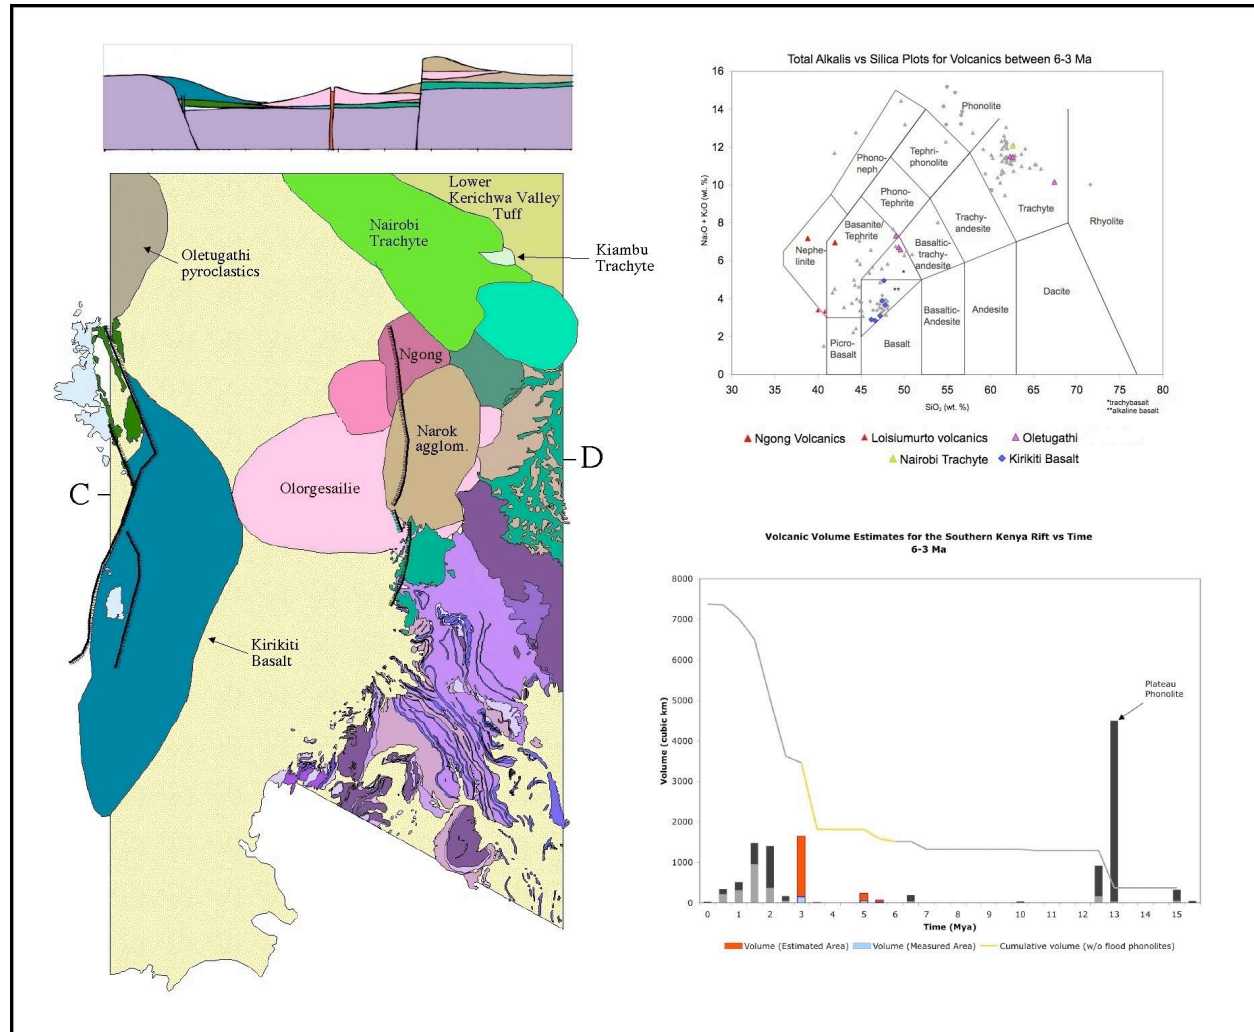 Lower
Kerichwa Valley
Tuff
Nairobi
Trachyte
Oletugathi
pyroclastics
Kiambu
Trachyte
Ngong
Narok
agglom.
Olorgesailie
C
D
Kirikiti
Basalt
Total Alkalis vs Silica Plots for Volcanics between 6-3 Ma
Na₂O + K₂O (wt. %)
16
14
12
10
8
6
4
2
0
Phonolite
Phono-
neph
Tephri-
phonolite
Phono-
Tephrite
Trachyte
Rhyolite
Trachy-
andesite
Basanite/
Tephrite
Nephe-
linite
Basaltic-
trachy-
andesite
*
**
Dacite
Picro-
Basalt
Basalt
Basaltic-
Andesite
Andesite
30 35 40 45 50 55 60 65 70 75 80
SiO₂ (wt. %)
*trachybasalt
**alkaline basalt
Ngong Volcanics
Loisiumurto volcanics
Oletugathi
Nairobi Trachyte
Kirikiti Basalt
Volcanic Volume Estimates for the Southern Kenya Rift vs Time
6-3 Ma
Volume (cubic km)
8000
7000
6000
5000
4000
3000
2000
1000
0
Plateau
Phonolite
0 1 2 3 4 5 6 7 8 9 10 11 12 13 14 15
Time (Mya)
Volume (Estimated Area)
Volume (Measured Area)
Cumulative volume (w/o flood phonolites)